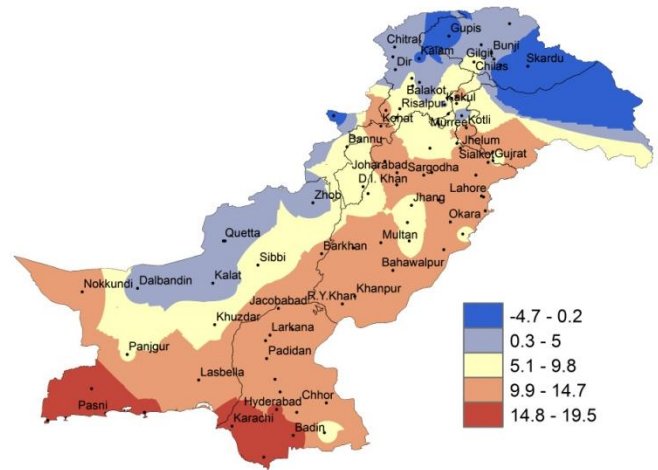 Gupis
Chitral
Kalam
Bunji
Gilgit
Dir
Skardu
Chilas
Balakot
Kakul
Risalpur
Kohat
Murree
Kotli
Bannu
Jhelum
Sialkot
Gujrat
Joharabad
Sargodha
D.I. Khan
Lahore
Zhob
Jhang
Okara
Quetta
Multan
Barkhan
Sibbi
Bahawalpur
Kalat
Dalbandin
Nokkundi
Khanpur
R.Y.Khan
Jacobabad
Khuzdar
Larkana
Panjgur
Padidan
Lasbella
Chhor
Hyderabad
Pasni
Karachi
Badin
-4.7 - 0.2
0.3 - 5
5.1 - 9.8
9.9 - 14.7
14.8 - 19.5